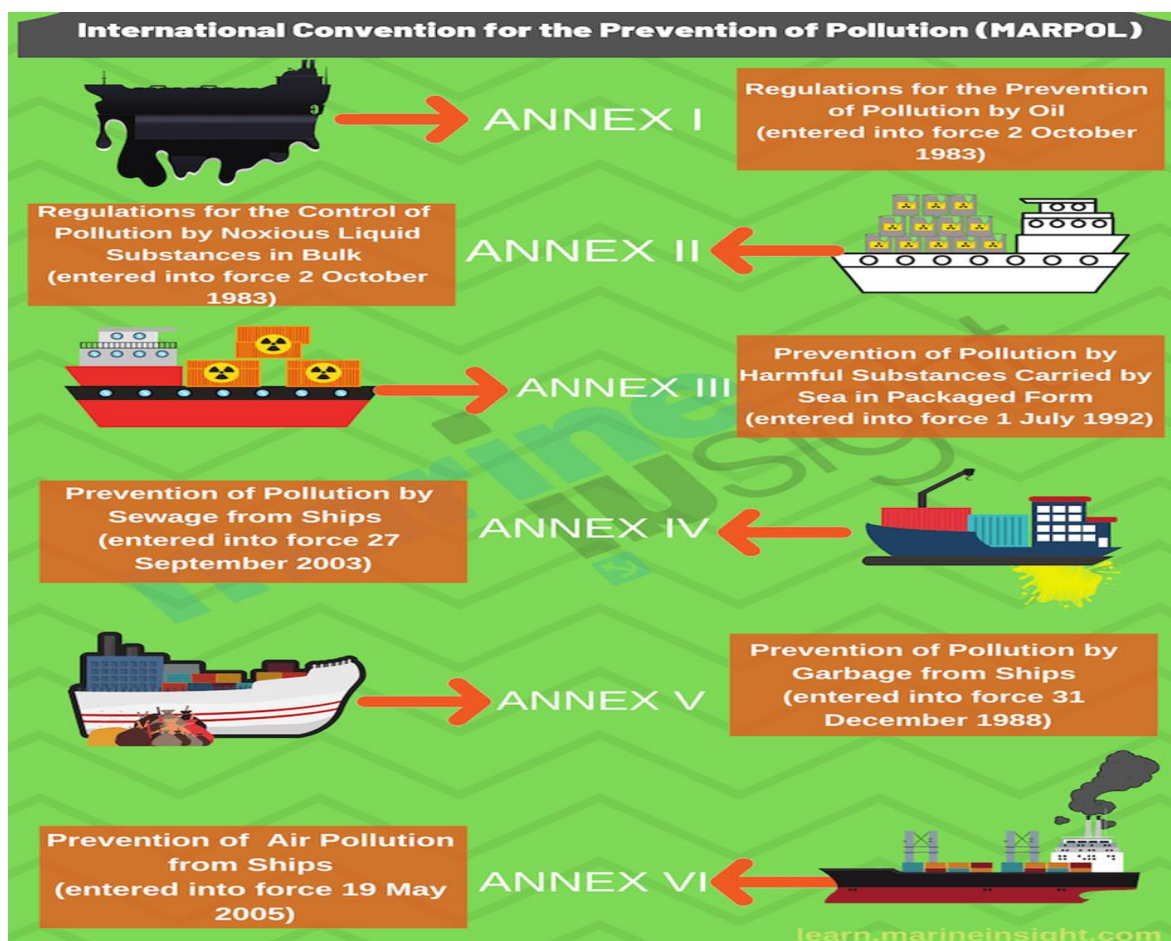 International Convention for the Prevention of Pollution (MARPOL)
ANNEX I
Regulations for the Prevention
of Pollution by Oil
(entered into force 2 October
1983)
Regulations for the Control of
Pollution by Noxious Liquid
Substances in Bulk
(entered into force 2 October
1983)
ANNEX II
ANNEX III
Prevention of Pollution by
Harmful Substances Carried by
Sea in Packaged Form
(entered into force 1 July 1992)
Prevention of Pollution by
Sewage from Ships
(entered into force 27
September 2003)
ANNEX IV
ANNEX V
Prevention of Pollution by
Garbage from Ships
(entered into force 31
December 1988)
Prevention of Air Pollution
from Ships
(entered into force 19 May
2005)
ANNEX VI
marine
insight
learn.marineinsight.com